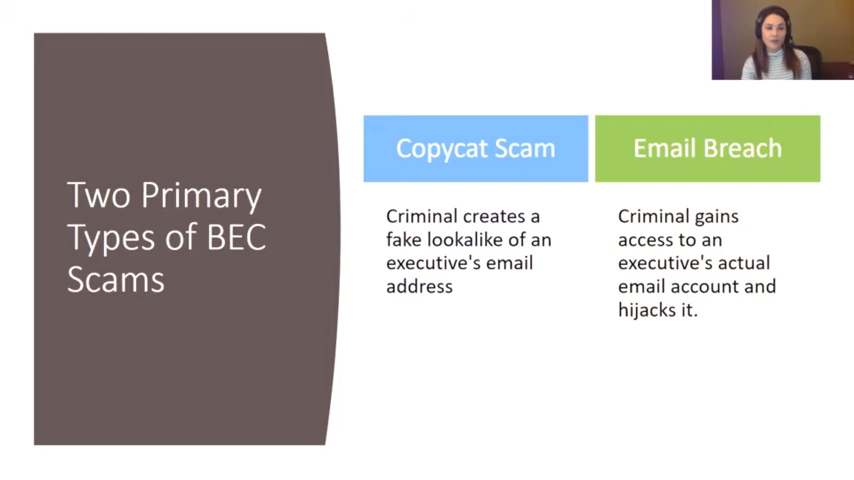 Two Primary
Types of BEC
Scams
Copycat Scam
Criminal creates a
fake lookalike of an
executive's email
address
Email Breach
Criminal gains
access to an
executive's actual
email account and
hijacks it.